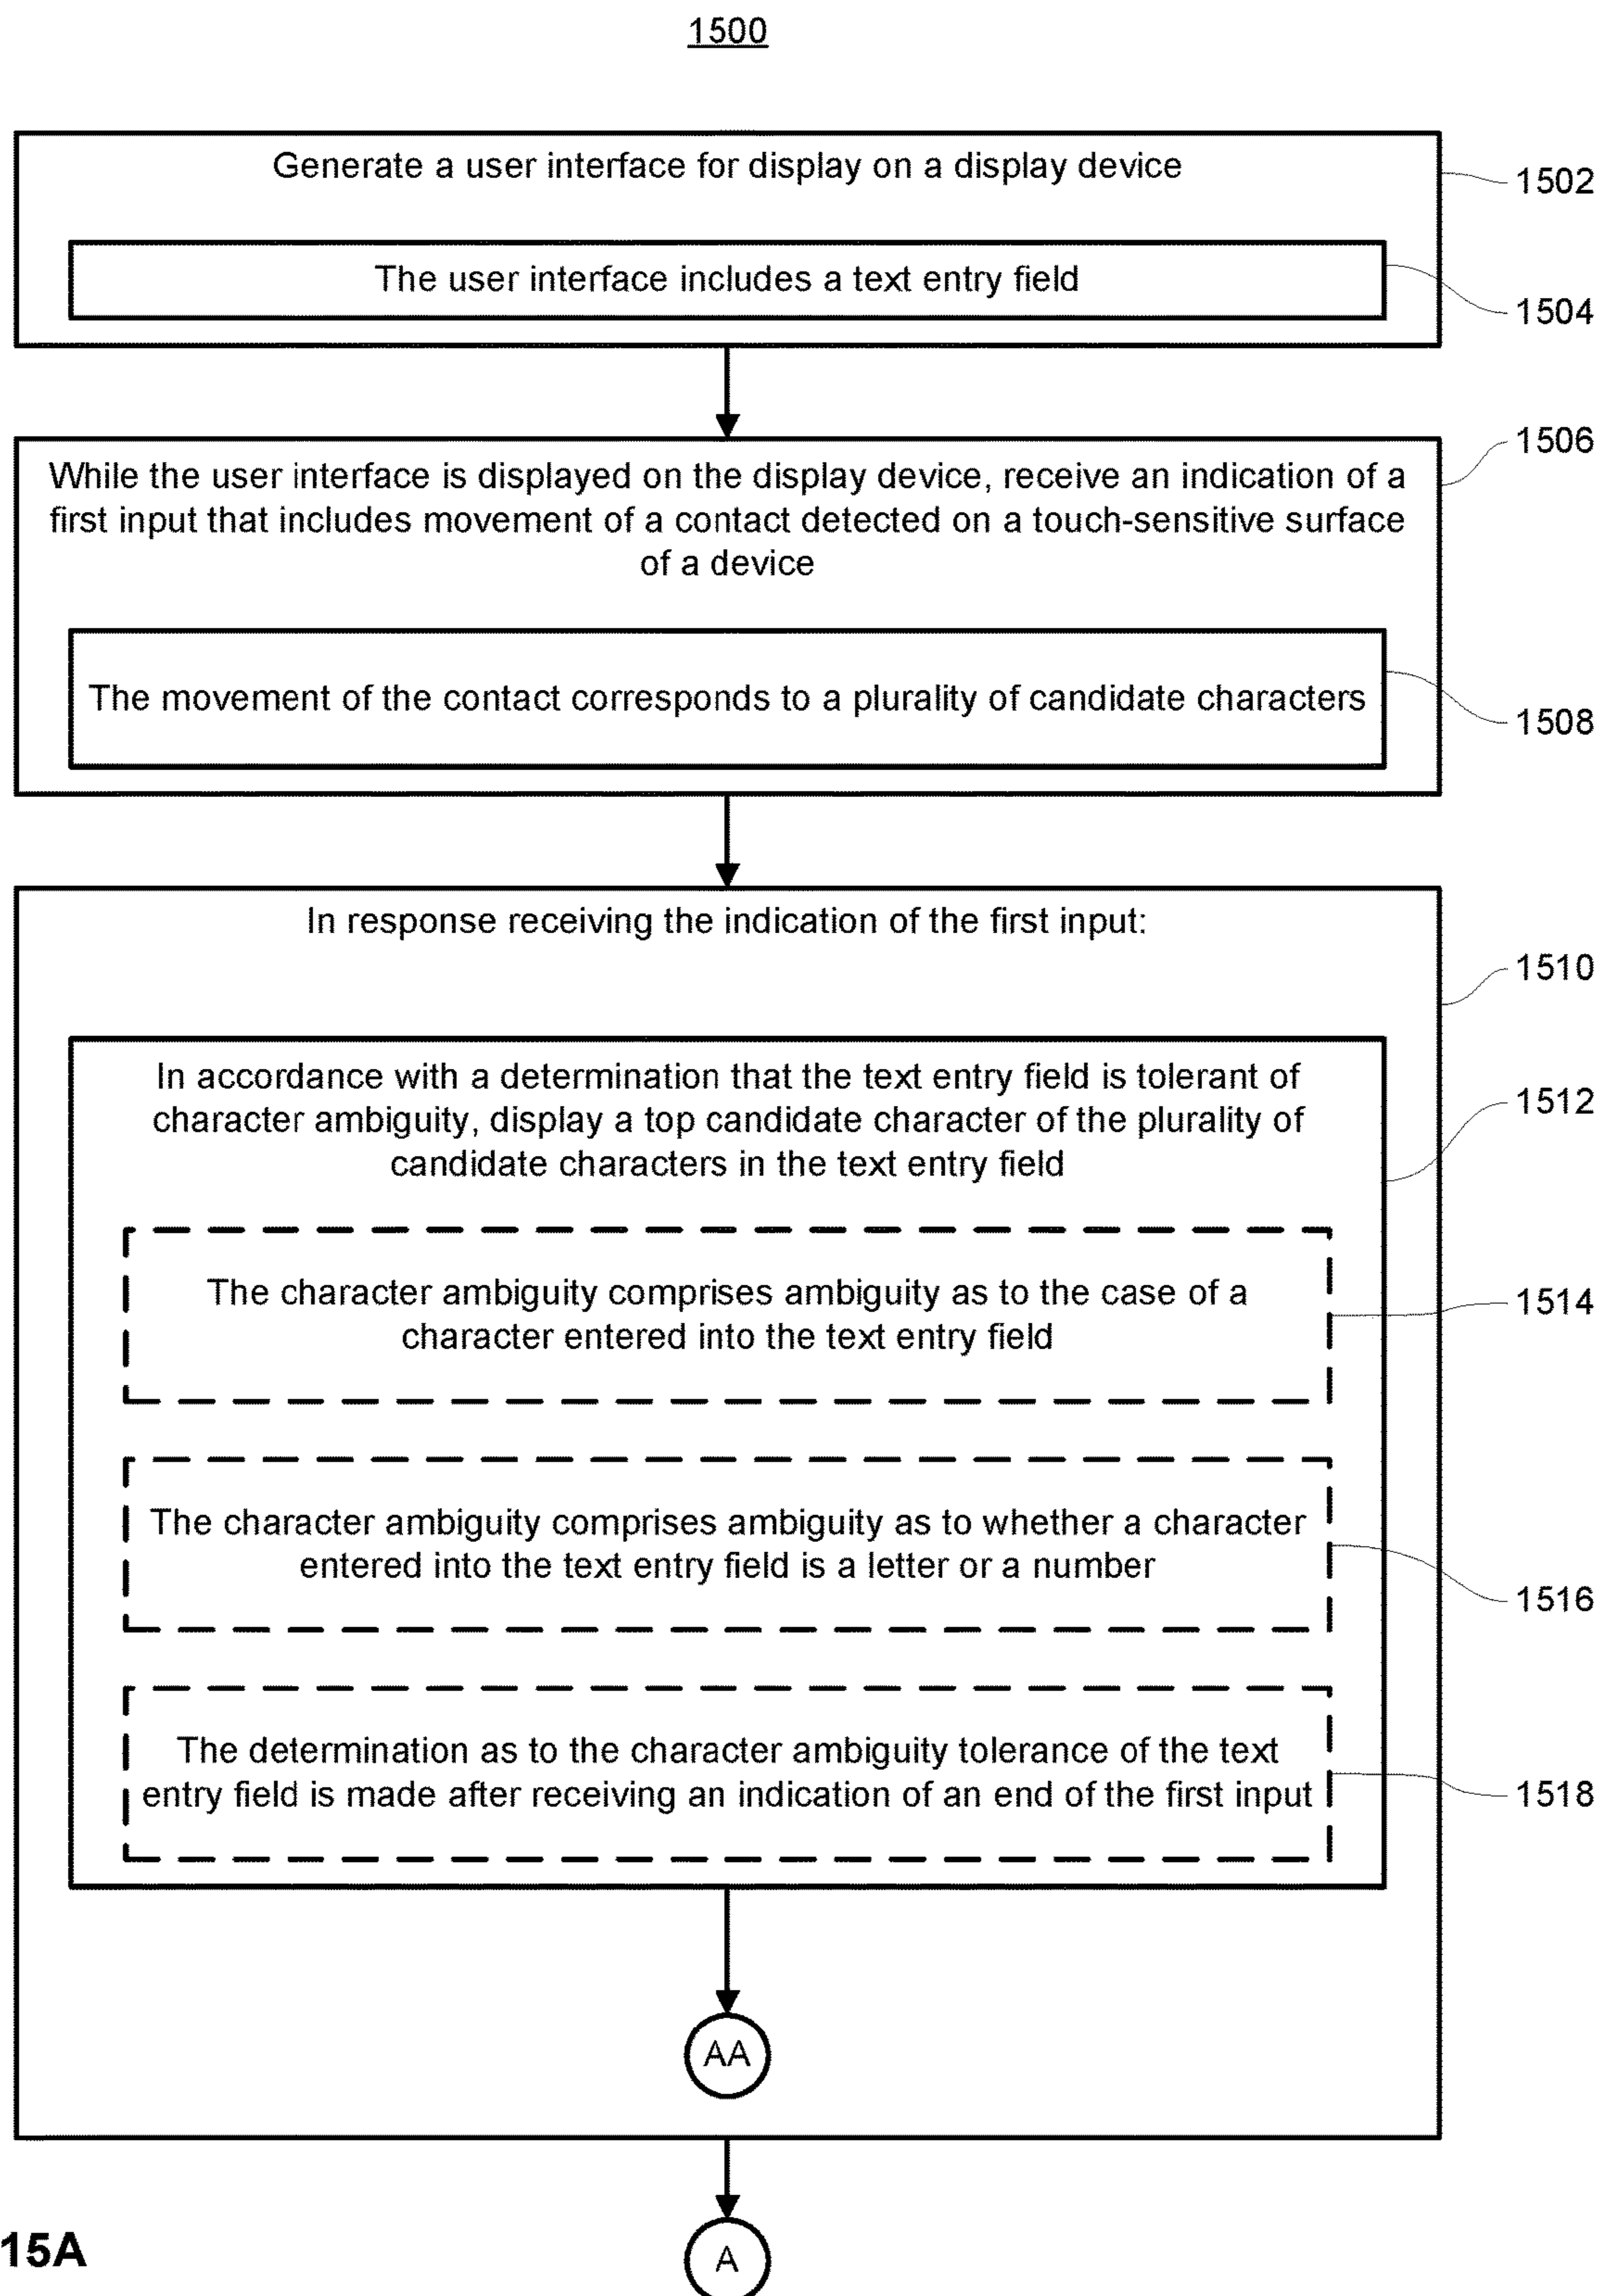 1500
Generate a user interface for display on a display device
1502
The user interface includes a text entry field
1504
1506
While the user interface is displayed on the display device, receive an indication of a
first input that includes movement of a contact detected on a touch-sensitive surface
of a device
The movement of the contact corresponds to a plurality of candidate characters
1508
In response receiving the indication of the first input:
1510
In accordance with a determination that the text entry field is tolerant of
character ambiguity, display a top candidate character of the plurality of
candidate characters in the text entry field
1512
The character ambiguity comprises ambiguity as to the case of a
character entered into the text entry field
1514
The character ambiguity comprises ambiguity as to whether a character
entered into the text entry field is a letter or a number
1516
The determination as to the character ambiguity tolerance of the text
entry field is made after receiving an indication of an end of the first input
1518
AA
15A
A